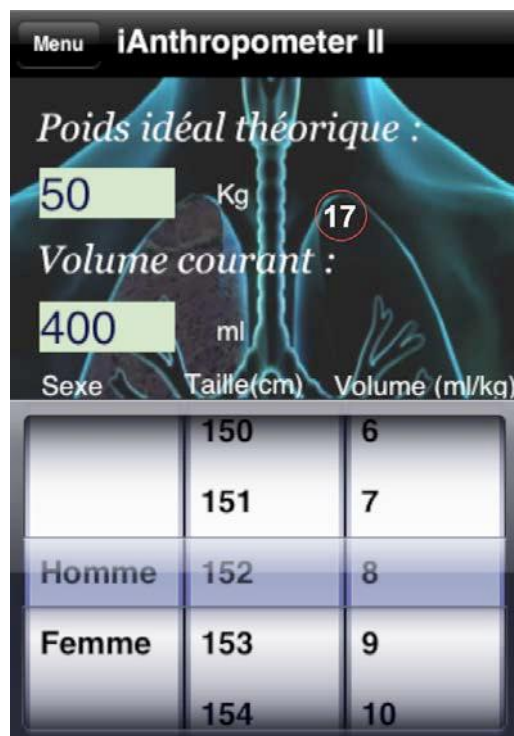 Menu iAnthropometer II
Poids idéal théorique :
50 Kg
17
Volume courant :
400 ml
Sexe Taille(cm) Volume (ml/kg)
150 6
151 7
Homme 152 8
Femme 153 9
154 10